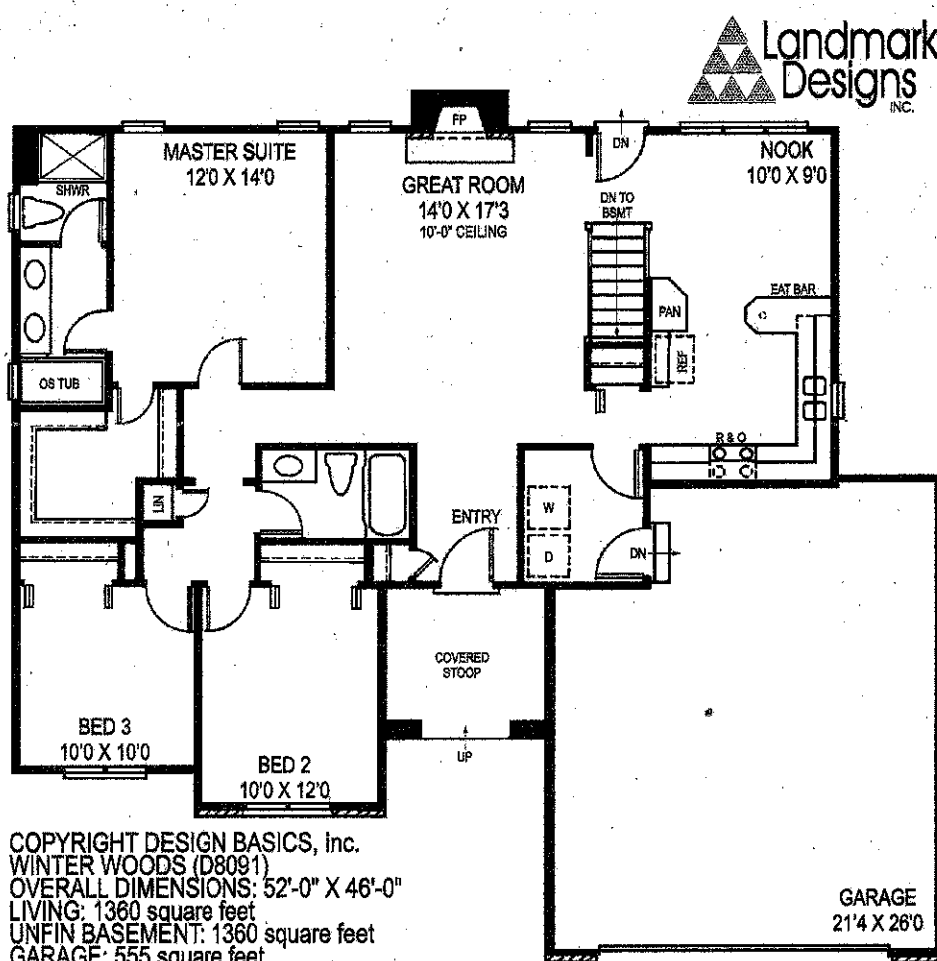 Landmark
Designs
INC.
FP
MASTER SUITE
12'0 X 14'0
SHWR
GREAT ROOM
14'0 X 17'3
10'-0" CEILING
DN
NOOK
10'0 X 9'0
DN TO
BSMT
EAT BAR
PAN
REF
OS TUB
R & O
LIN
W
ENTRY
D
DN
COVERED
STOOP
UP
BED 3
10'0 X 10'0
BED 2
10'0 X 12'0
GARAGE
21'4 X 26'0
COPYRIGHT DESIGN BASICS, inc.
WINTER WOODS (D8091)
OVERALL DIMENSIONS: 52'-0" X 46'-0"
LIVING: 1360 square feet
UNFIN BASEMENT: 1360 square feet
GARAGE: 555 square feet